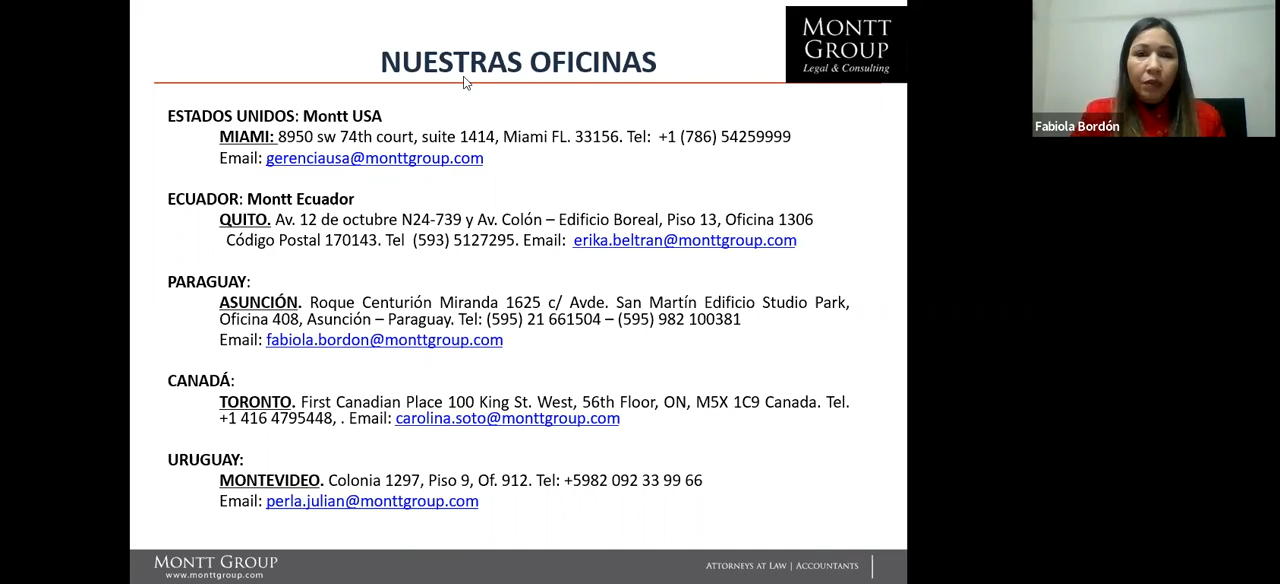 MONTT
GROUP
Legal & Consulting
NUESTRAS OFICINAS
Fabiola Bordón
ESTADOS UNIDOS: Montt USA
MIAMI: 8950 sw 74th court, suite 1414, Miami FL. 33156. Tel: +1 (786) 54259999
Email: gerenciausa@monttgroup.com
ECUADOR: Montt Ecuador
QUITO. Av. 12 de octubre N24-739 y Av. Colón – Edificio Boreal, Piso 13, Oficina 1306
Código Postal 170143. Tel (593) 5127295. Email: erika.beltran@monttgroup.com
PARAGUAY:
ASUNCIÓN. Roque Centurión Miranda 1625 c/ Avde. San Martín Edificio Studio Park,
Oficina 408, Asunción – Paraguay. Tel: (595) 21 661504 – (595) 982 100381
Email: fabiola.bordon@monttgroup.com
CANADÁ:
TORONTO. First Canadian Place 100 King St. West, 56th Floor, ON, M5X 1C9 Canada. Tel.
+1 416 4795448, . Email: carolina.soto@monttgroup.com
URUGUAY:
MONTEVIDEO. Colonia 1297, Piso 9, Of. 912. Tel: +5982 092 33 99 66
Email: perla.julian@monttgroup.com
MONTT GROUP
www.monttgroup.com
ATTORNEYS AT LAW | ACCOUNTANTS